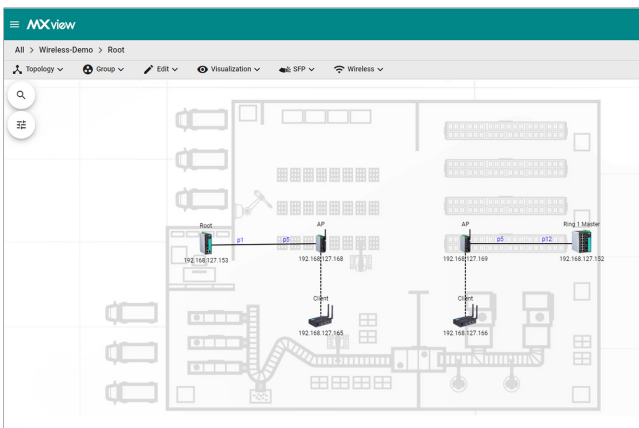 MXview
All > Wireless-Demo > Root
Topology Group Edit Visualization SFP Wireless
Root AP AP Ring 1 Master
p1 p5 p5 p12
192.168.127.153 192.168.127.168 192.168.127.169 192.168.127.152
Client Client
192.168.127.165 192.168.127.166